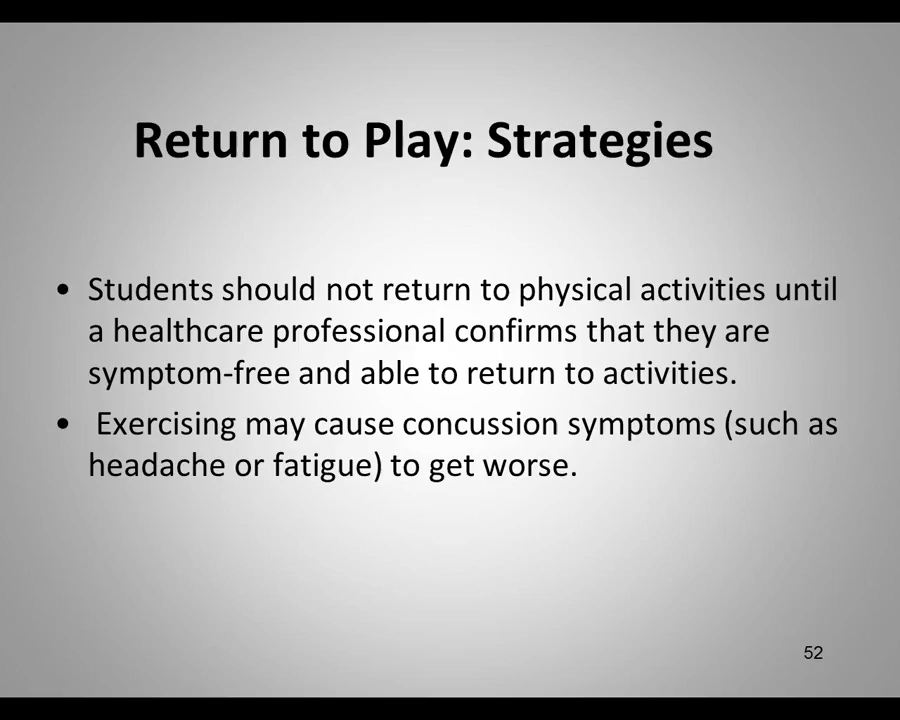 Return to Play: Strategies
• Students should not return to physical activities until
a healthcare professional confirms that they are
symptom-free and able to return to activities.
• Exercising may cause concussion symptoms (such as
headache or fatigue) to get worse.
52